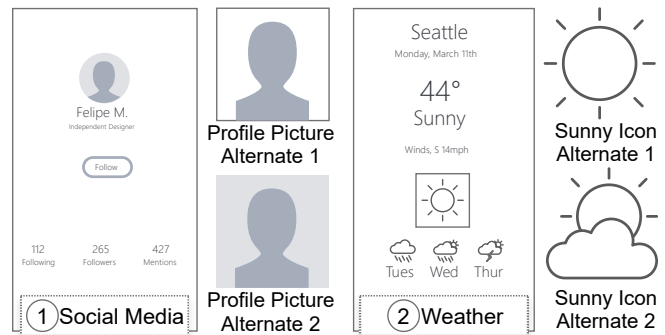 Felipe M.
Independent Designer
Follow
112
Following
265
Followers
427
Mentions
1 Social Media
Profile Picture
Alternate 1
Profile Picture
Alternate 2
Seattle
Monday, March 11th
44°
Sunny
Winds, S 14mph
Tues Wed Thur
2 Weather
Sunny Icon
Alternate 1
Sunny Icon
Alternate 2